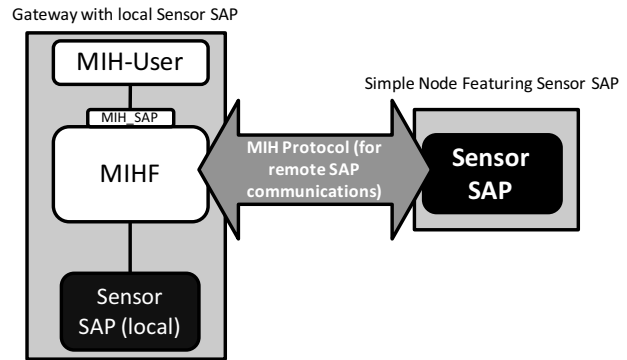 Gateway with local Sensor SAP
MIH-User
MIH_SAP
MIHF
Sensor
SAP (local)
MIH Protocol (for
remote SAP
communications)
Simple Node Featuring Sensor SAP
Sensor
SAP